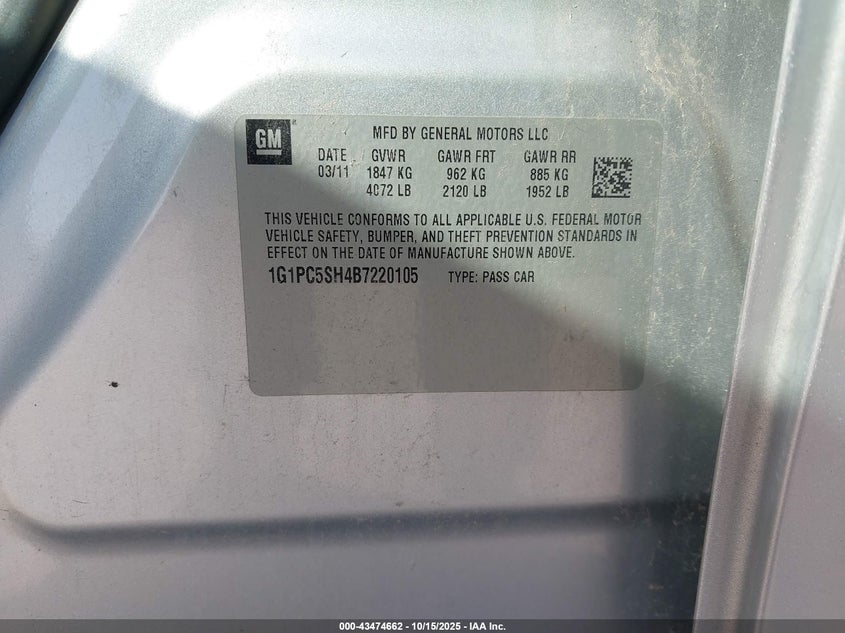 GM ® MFD BY GENERAL MOTORS LLC
DATE GVWR GAWR FRT GAWR RR
03/11 1847 KG 962 KG 885 KG
4072 LB 2120 LB 1952 LB
THIS VEHICLE CONFORMS TO ALL APPLICABLE U.S. FEDERAL MOTOR
VEHICLE SAFETY, BUMPER, AND THEFT PREVENTION STANDARDS IN
EFFECT ON THE DATE OF MANUFACTURE SHOWN ABOVE.
1G1PC5SH4B7220105 TYPE: PASS CAR
000-43474662 - 10/15/2025 - IAA Inc.